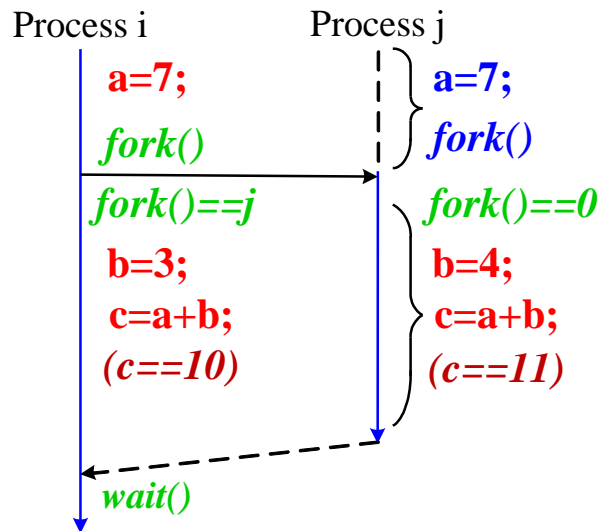 Process i
a=7;
fork()
fork()==j
b=3;
c=a+b;
(c==10)
wait()
Process j
a=7;
fork()
fork()==0
b=4;
c=a+b;
(c==11)